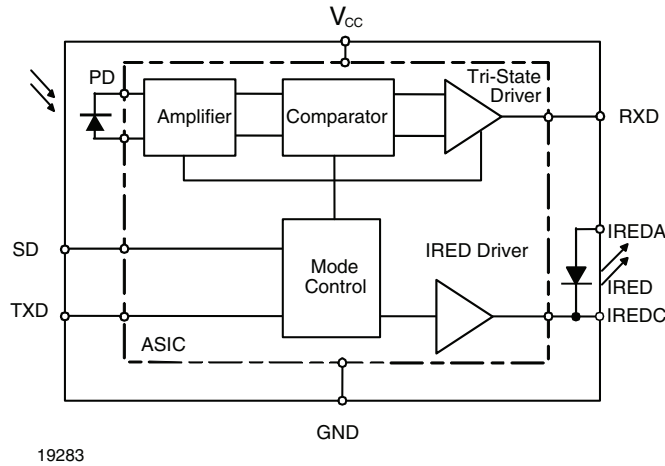 VCC
PD
Tri-State
Driver
Amplifier
Comparator
RXD
IREDA
SD
IRED Driver
Mode
Control
IRED
TXD
IREDC
ASIC
GND
19283